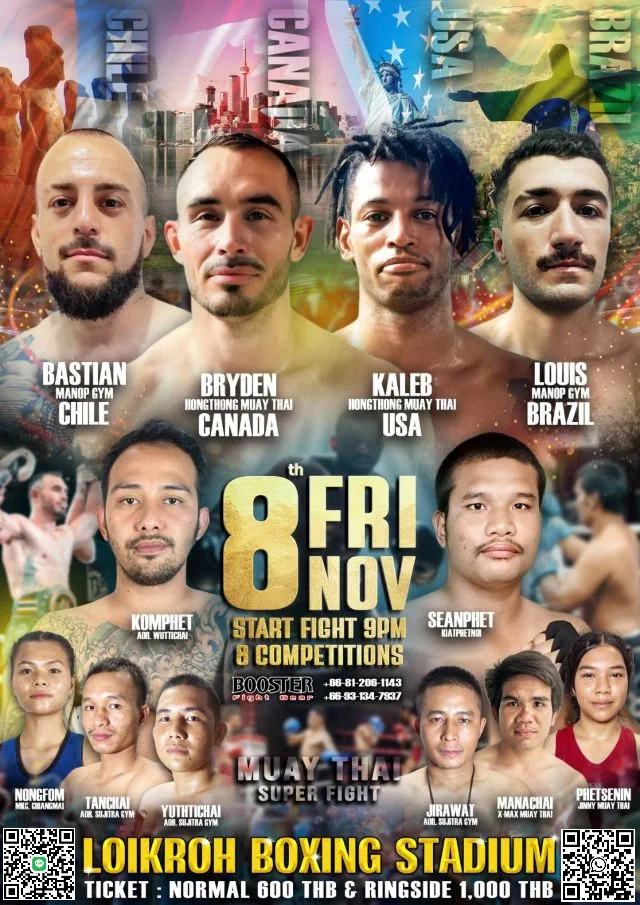 CHILE
CANADA
USA
BRAZIL
BASTIAN
MANOP GYM
CHILE
BRYDEN
HONGTHONG MUAY THAI
CANADA
KALEB
HONGTHONG MUAY THAI
USA
LOUIS
MANOP GYM
BRAZIL
8th FRI
NOV
START FIGHT 9PM
8 COMPETITIONS
KOMPHET
AOR. WUTTICHAI
SEANPHET
KIATPHETNOI
BOOSTER
Fight Gear
+66-81-206-1143
+66-93-134-7937
NONGFOM
MKG. CHIANGMAI
TANCHAI
AOR. SUJITRA GYM
YUTHTICHAI
AOR. SUJITRA GYM
MUAY THAI
SUPER FIGHT
JIRAWAT
AOR. SUJITRA GYM
MANACHAI
X-MAX MUAY THAI
PHETSENIN
JINNY MUAY THAI
LOIKROH BOXING STADIUM
TICKET : NORMAL 600 THB & RINGSIDE 1,000 THB